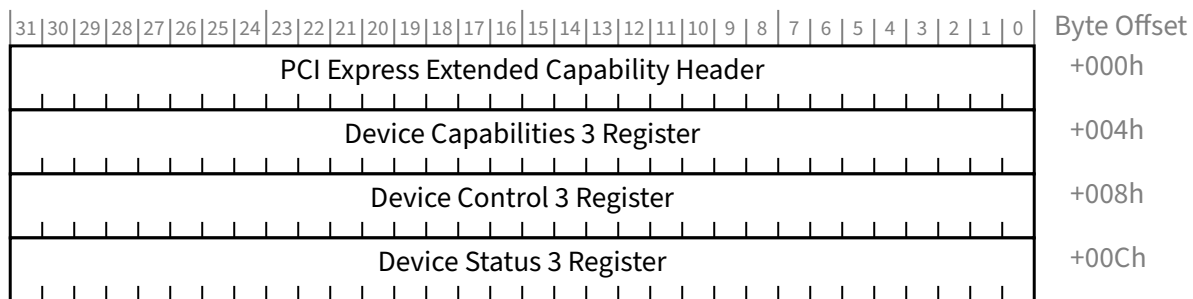 31 30 29 28 27 26 25 24 23 22 21 20 19 18 17 16 15 14 13 12 11 10 9 8 7 6 5 4 3 2 1 0 Byte Offset
PCI Express Extended Capability Header +000h
Device Capabilities 3 Register +004h
Device Control 3 Register +008h
Device Status 3 Register +00Ch